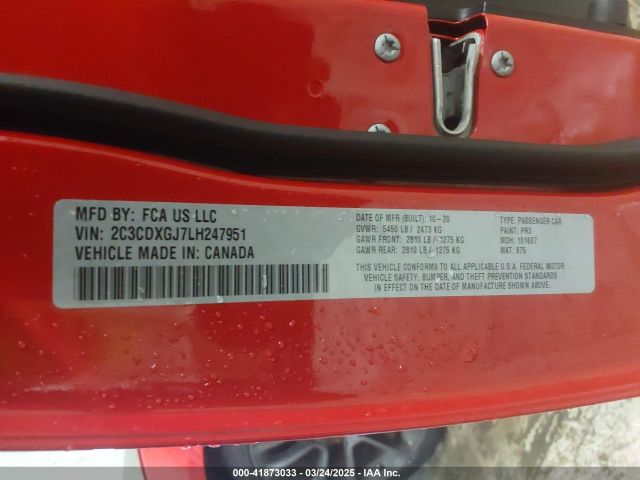 MFD BY: FCA US LLC
VIN: 2C3CDXGJ7LH247951
VEHICLE MADE IN: CANADA
DATE OF MFR (BUILT): 10-20
GVWR: 5450 LB / 2473 KG
GAWR FRONT: 2810 LB / 1275 KG
GAWR REAR: 2810 LB / 1275 KG
TYPE: PASSENGER CAR
PAINT: PR3
MDH: 101607
MKT: 875
THIS VEHICLE CONFORMS TO ALL APPLICABLE U.S.A. FEDERAL MOTOR
VEHICLE SAFETY, BUMPER, AND THEFT PREVENTION STANDARDS
IN EFFECT ON THE DATE OF MANUFACTURE SHOWN ABOVE
000-41873033 - 03/24/2025 - IAA Inc.